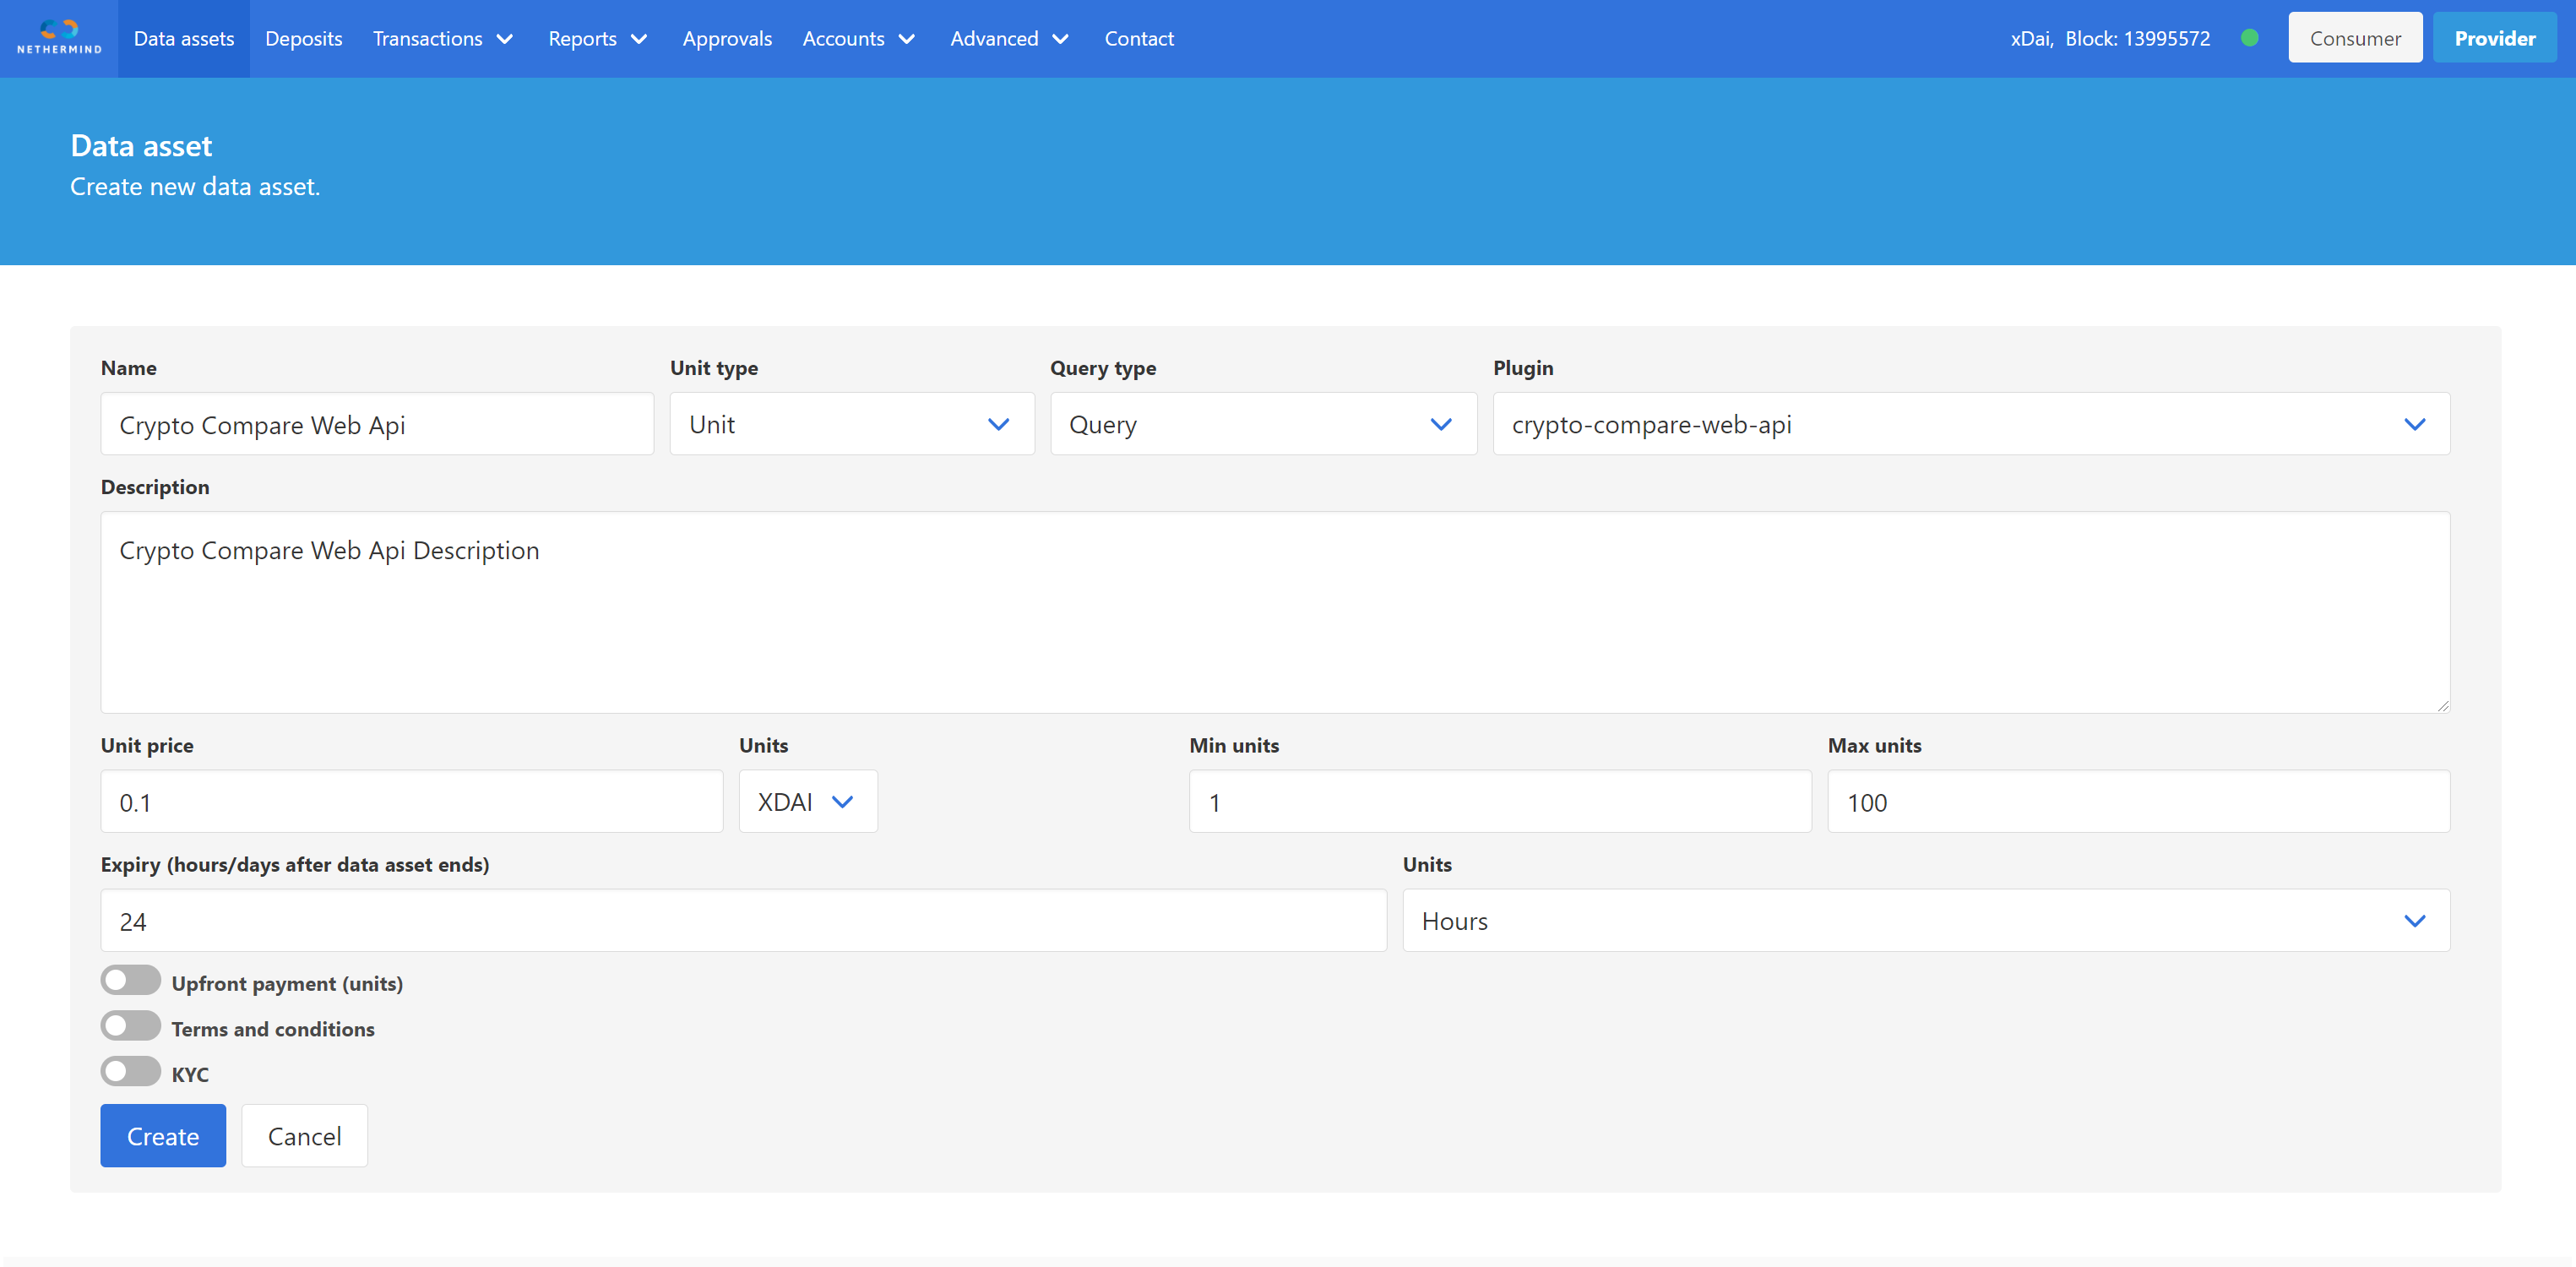 NETHERMIND
Data assets Deposits Transactions Reports Approvals Accounts Advanced Contact xDai, Block: 13995572 Consumer Provider
Data asset
Create new data asset.
Name Unit type Query type Plugin
Crypto Compare Web Api Unit Query crypto-compare-web-api
Description
Crypto Compare Web Api Description
Unit price Units Min units Max units
0.1 XDAI 1 100
Expiry (hours/days after data asset ends) Units
24 Hours
Upfront payment (units)
Terms and conditions
KYC
Create Cancel